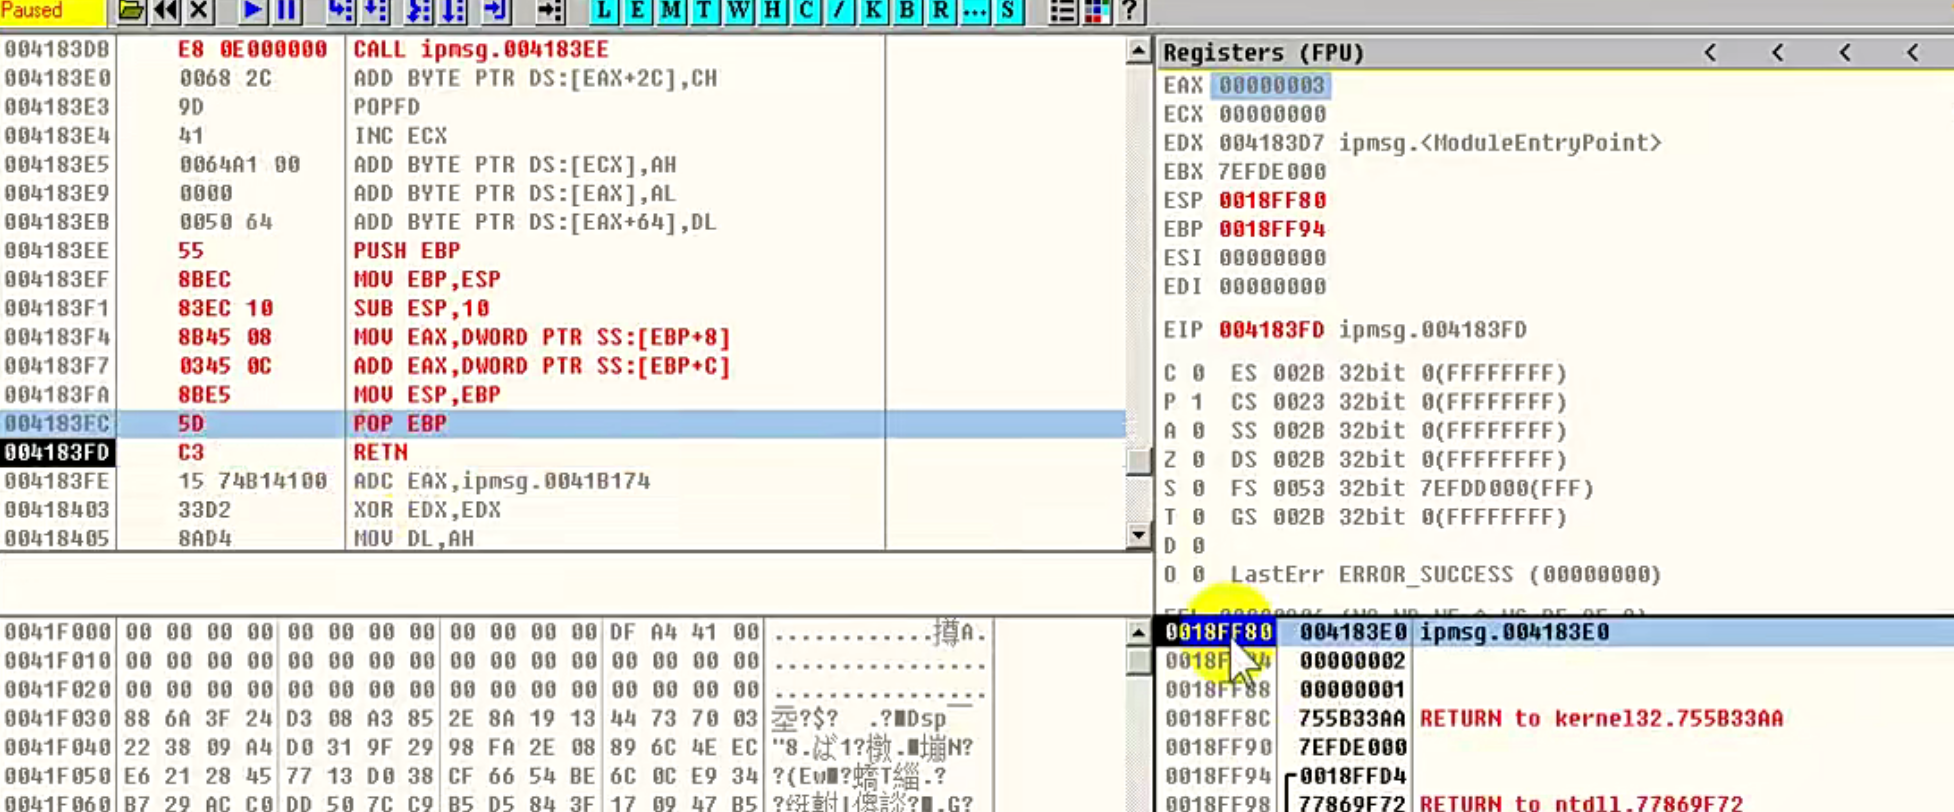 Paused
L E M T W H C / K B R ... S ?
004183DB E8 0E000000 CALL ipmsg.004183EE
004183E0 0068 2C ADD BYTE PTR DS:[EAX+2C],CH
004183E3 9D POPFD
004183E4 41 INC ECX
004183E5 0064A1 00 ADD BYTE PTR DS:[ECX],AH
004183E9 0000 ADD BYTE PTR DS:[EAX],AL
004183EB 0050 64 ADD BYTE PTR DS:[EAX+64],DL
004183EE 55 PUSH EBP
004183EF 8BEC MOV EBP,ESP
004183F1 83EC 10 SUB ESP,10
004183F4 8B45 08 MOV EAX,DWORD PTR SS:[EBP+8]
004183F7 0345 0C ADD EAX,DWORD PTR SS:[EBP+C]
004183FA 8BE5 MOV ESP,EBP
004183FC 5D POP EBP
004183FD C3 RETN
004183FE 15 74B14100 ADC EAX,ipmsg.0041B174
00418403 33D2 XOR EDX,EDX
00418405 8AD4 MOV DL,AH
Registers (FPU) < < < <
EAX 00000003
ECX 00000000
EDX 004183D7 ipmsg.<ModuleEntryPoint>
EBX 7EFDE000
ESP 0018FF80
EBP 0018FF94
ESI 00000000
EDI 00000000
EIP 004183FD ipmsg.004183FD
C 0 ES 002B 32bit 0(FFFFFFFF)
P 1 CS 0023 32bit 0(FFFFFFFF)
A 0 SS 002B 32bit 0(FFFFFFFF)
Z 0 DS 002B 32bit 0(FFFFFFFF)
S 0 FS 0053 32bit 7EFDD000(FFF)
T 0 GS 002B 32bit 0(FFFFFFFF)
D 0
O 0 LastErr ERROR_SUCCESS (00000000)
0041F000 00 00 00 00 00 00 00 00 00 00 00 00 DF A4 41 00 ............撙A.
0041F010 00 00 00 00 00 00 00 00 00 00 00 00 00 00 00 00 ................
0041F020 00 00 00 00 00 00 00 00 00 00 00 00 00 00 00 00 ................
0041F030 88 6A 3F 24 D3 08 A3 85 2E 8A 19 13 44 73 70 03
0041F040 22 38 09 A4 D0 31 9F 29 98 FA 2E 08 89 6C 4E EC
0041F050 E6 21 28 45 77 13 D0 38 CF 66 54 BE 6C 0C E9 34
0041F060 B7 29 AC C0 DD 50 7C C9 B5 D5 84 3F 17 09 47 B5
0018FF80 004183E0 ipmsg.004183E0
00000002
0018FF88 00000001
0018FF8C 755B33AA RETURN to kernel32.755B33AA
0018FF90 7EFDE000
0018FF94 0018FFD4
0018FF98 77869F72 RETURN to ntdll.77869F72